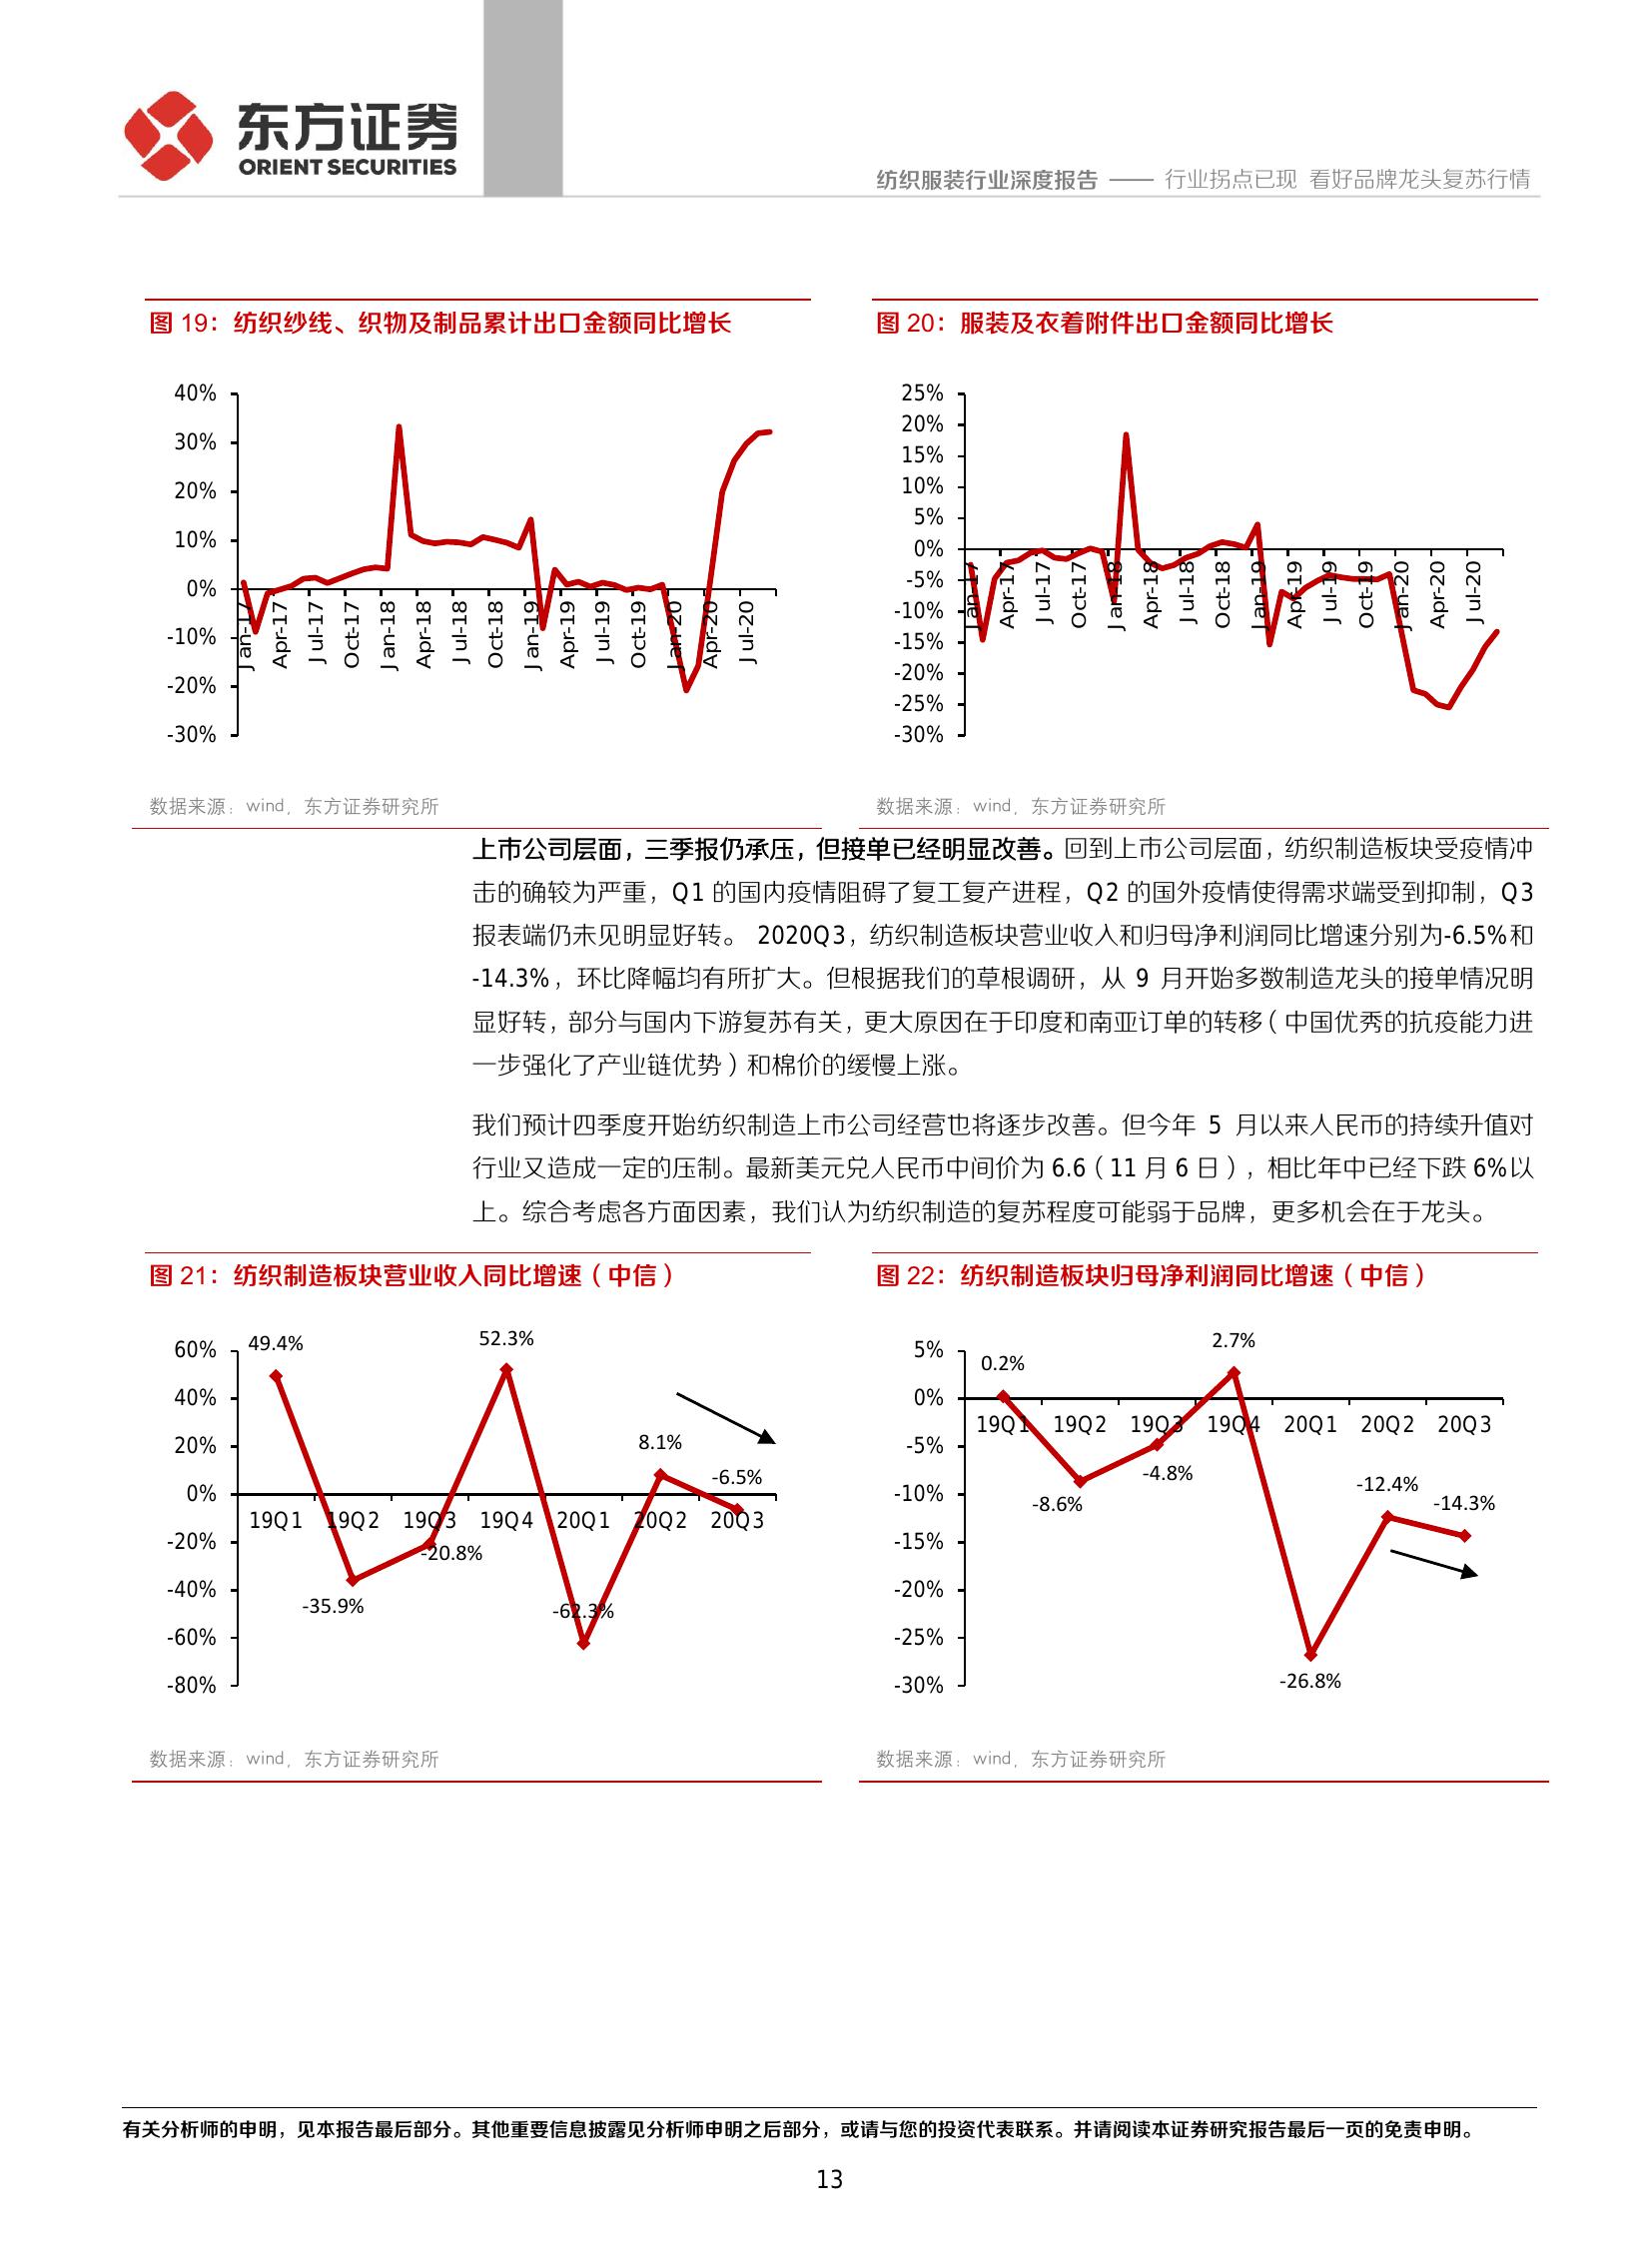 东方证券
ORIENT SECURITIES
纺织服装行业深度报告 —— 行业拐点已现 看好品牌龙头复苏行情
图 19：纺织纱线、织物及制品累计出口金额同比增长
40%
30%
20%
10%
0%
-10%
-20%
-30%
Jan-17
Apr-17
Jul-17
Oct-17
Jan-18
Apr-18
Jul-18
Oct-18
Jan-19
Apr-19
Jul-19
Oct-19
Jan-20
Apr-20
Jul-20
数据来源：wind，东方证券研究所
图 20：服装及衣着附件出口金额同比增长
25%
20%
15%
10%
5%
0%
-5%
-10%
-15%
-20%
-25%
-30%
Jan-17
Apr-17
Jul-17
Oct-17
Jan-18
Apr-18
Jul-18
Oct-18
Jan-19
Apr-19
Jul-19
Oct-19
Jan-20
Apr-20
Jul-20
数据来源：wind，东方证券研究所
上市公司层面，三季报仍承压，但接单已经明显改善。回到上市公司层面，纺织制造板块受疫情冲
击的确较为严重，Q1 的国内疫情阻碍了复工复产进程，Q2 的国外疫情使得需求端受到抑制，Q3
报表端仍未见明显好转。 2020Q3，纺织制造板块营业收入和归母净利润同比增速分别为-6.5%和
-14.3%，环比降幅均有所扩大。但根据我们的草根调研，从 9 月开始多数制造龙头的接单情况明
显好转，部分与国内下游复苏有关，更大原因在于印度和南亚订单的转移（中国优秀的抗疫能力进
一步强化了产业链优势）和棉价的缓慢上涨。
我们预计四季度开始纺织制造上市公司经营也将逐步改善。但今年 5 月以来人民币的持续升值对
行业又造成一定的压制。最新美元兑人民币中间价为 6.6（11 月 6 日），相比年中已经下跌 6%以
上。综合考虑各方面因素，我们认为纺织制造的复苏程度可能弱于品牌，更多机会在于龙头。
图 21：纺织制造板块营业收入同比增速（中信）
60%
40%
20%
0%
-20%
-40%
-60%
-80%
49.4%
-35.9%
-20.8%
52.3%
-62.3%
8.1%
-6.5%
19Q1 19Q2 19Q3 19Q4 20Q1 20Q2 20Q3
数据来源：wind，东方证券研究所
图 22：纺织制造板块归母净利润同比增速（中信）
5%
0%
-5%
-10%
-15%
-20%
-25%
-30%
0.2%
-8.6%
-4.8%
2.7%
-26.8%
-12.4%
-14.3%
19Q1 19Q2 19Q3 19Q4 20Q1 20Q2 20Q3
数据来源：wind，东方证券研究所
有关分析师的申明，见本报告最后部分。其他重要信息披露见分析师申明之后部分，或请与您的投资代表联系。并请阅读本证券研究报告最后一页的免责申明。
13